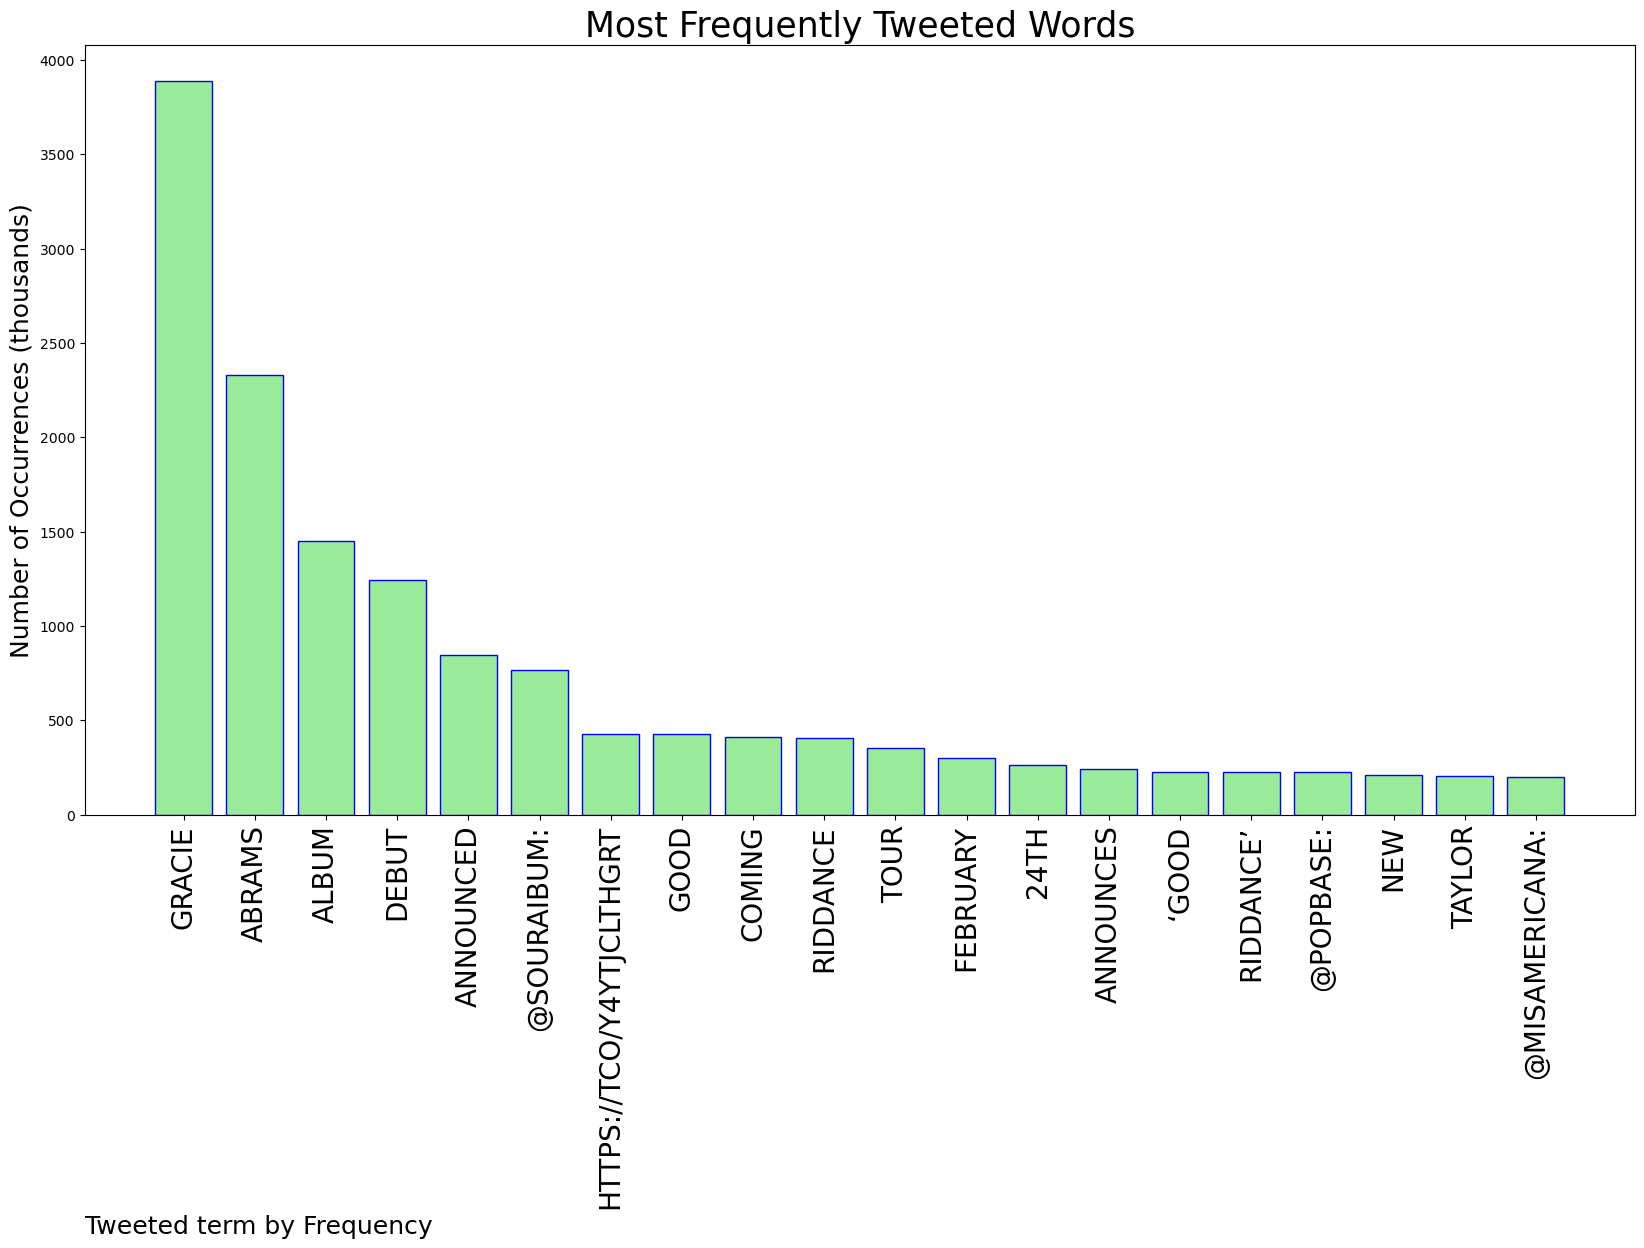 Most Frequently Tweeted Words
Number of Occurrences (thousands)
4000
3500
3000
2500
2000
1500
1000
500
0
GRACIE
ABRAMS
ALBUM
DEBUT
ANNOUNCED
@SOURAIBUM:
HTTPS://TCO/Y4YTJCLTHGRT
GOOD
COMING
RIDDANCE
TOUR
FEBRUARY
24TH
ANNOUNCES
‘GOOD
RIDDANCE’
@POPBASE:
NEW
TAYLOR
@MISAMERICANA:
Tweeted term by Frequency